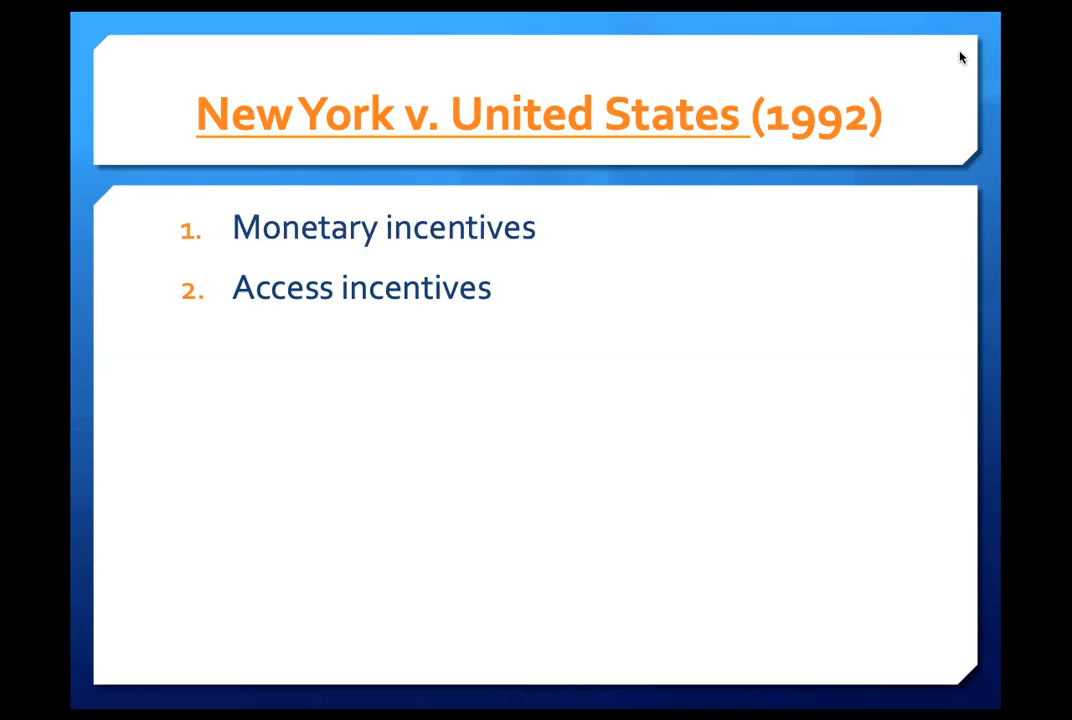 New York v. United States (1992)
1. Monetary incentives
2. Access incentives